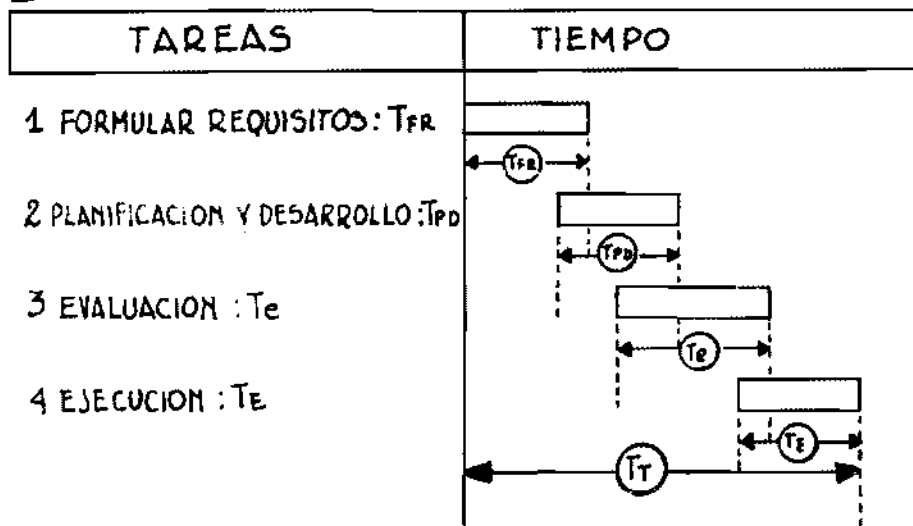 TAREAS TIEMPO
1 FORMULAR REQUISITOS: TFR
TFR
2 PLANIFICACION Y DESARROLLO: TPD
TPD
3 EVALUACION : Te
Te
4 EJECUCION : TE
TE
TT